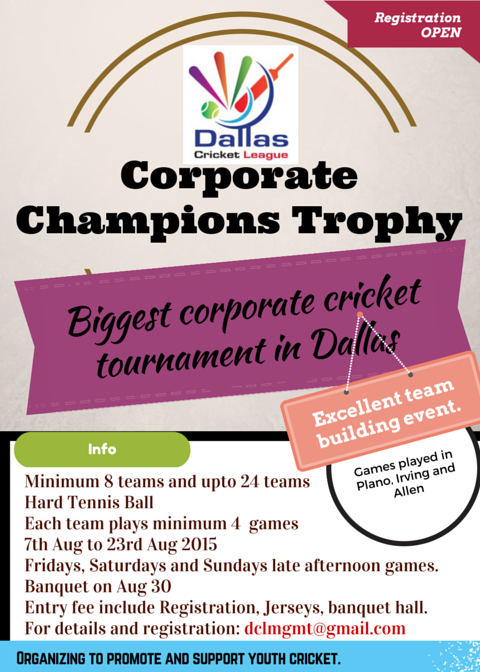 Registration
OPEN
Dallas
Cricket League
Corporate
Champions Trophy
Biggest corporate cricket
tournament in Dallas
Excellent team
building event.
Games played in
Plano, Irving and
Allen
Info
Minimum 8 teams and upto 24 teams
Hard Tennis Ball
Each team plays minimum 4 games
7th Aug to 23rd Aug 2015
Fridays, Saturdays and Sundays late afternoon games.
Banquet on Aug 30
Entry fee include Registration, Jerseys, banquet hall.
For details and registration: dclmgmt@gmail.com
Organizing to promote and support youth cricket.